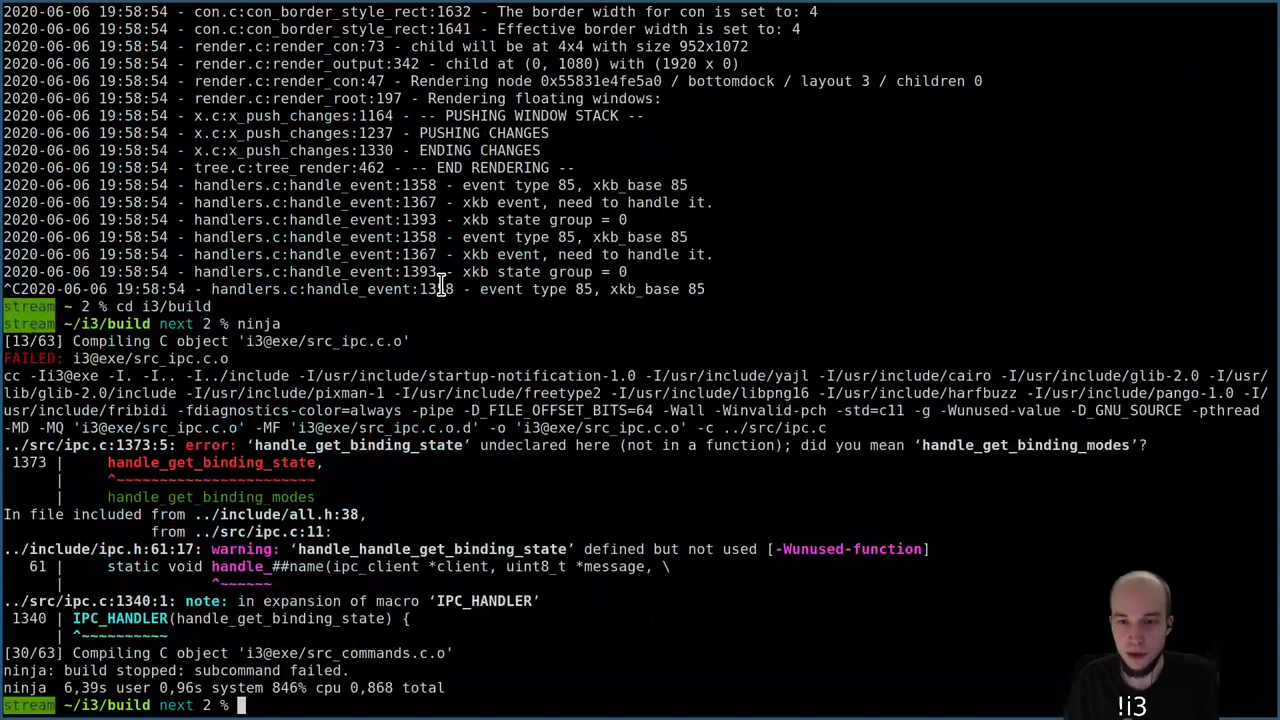 2020-06-06 19:58:54 - con.c:con_border_style_rect:1632 - The border width for con is set to: 4
2020-06-06 19:58:54 - con.c:con_border_style_rect:1641 - Effective border width is set to: 4
2020-06-06 19:58:54 - render.c:render_con:73 - child will be at 4x4 with size 952x1072
2020-06-06 19:58:54 - render.c:render_output:342 - child at (0, 1080) with (1920 x 0)
2020-06-06 19:58:54 - render.c:render_con:47 - Rendering node 0x55831e4fe5a0 / bottomdock / layout 3 / children 0
2020-06-06 19:58:54 - render.c:render_root:197 - Rendering floating windows:
2020-06-06 19:58:54 - x.c:x_push_changes:1164 - -- PUSHING WINDOW STACK --
2020-06-06 19:58:54 - x.c:x_push_changes:1237 - PUSHING CHANGES
2020-06-06 19:58:54 - x.c:x_push_changes:1330 - ENDING CHANGES
2020-06-06 19:58:54 - tree.c:tree_render:462 - -- END RENDERING --
2020-06-06 19:58:54 - handlers.c:handle_event:1358 - event type 85, xkb_base 85
2020-06-06 19:58:54 - handlers.c:handle_event:1367 - xkb event, need to handle it.
2020-06-06 19:58:54 - handlers.c:handle_event:1393 - xkb state group = 0
2020-06-06 19:58:54 - handlers.c:handle_event:1358 - event type 85, xkb_base 85
2020-06-06 19:58:54 - handlers.c:handle_event:1367 - xkb event, need to handle it.
2020-06-06 19:58:54 - handlers.c:handle_event:1393 - xkb state group = 0
^C2020-06-06 19:58:54 - handlers.c:handle_event:1358 - event type 85, xkb_base 85
stream ~ 2 % cd i3/build
stream ~/i3/build next 2 % ninja
[13/63] Compiling C object 'i3@exe/src_ipc.c.o'
FAILED: i3@exe/src_ipc.c.o
cc -Ii3@exe -I. -I.. -I../include -I/usr/include/startup-notification-1.0 -I/usr/include/yajl -I/usr/include/cairo -I/usr/include/glib-2.0 -I/usr/
lib/glib-2.0/include -I/usr/include/pixman-1 -I/usr/include/freetype2 -I/usr/include/libpng16 -I/usr/include/harfbuzz -I/usr/include/pango-1.0 -I/
usr/include/fribidi -fdiagnostics-color=always -pipe -D_FILE_OFFSET_BITS=64 -Wall -Winvalid-pch -std=c11 -g -Wunused-value -D_GNU_SOURCE -pthread
-MD -MQ 'i3@exe/src_ipc.c.o' -MF 'i3@exe/src_ipc.c.o.d' -o 'i3@exe/src_ipc.c.o' -c ../src/ipc.c
../src/ipc.c:1373:5: error: ‘handle_get_binding_state’ undeclared here (not in a function); did you mean ‘handle_get_binding_modes’?
1373 |     handle_get_binding_state,
|     ^~~~~~~~~~~~~~~~~~~~~~~~
|     handle_get_binding_modes
In file included from ../include/all.h:38,
from ../src/ipc.c:11:
../include/ipc.h:61:17: warning: ‘handle_handle_get_binding_state’ defined but not used [-Wunused-function]
61 |     static void handle_##name(ipc_client *client, uint8_t *message, \
|                 ^~~~~~~
../src/ipc.c:1340:1: note: in expansion of macro ‘IPC_HANDLER’
1340 | IPC_HANDLER(handle_get_binding_state) {
| ^~~~~~~~~~~
[30/63] Compiling C object 'i3@exe/src_commands.c.o'
ninja: build stopped: subcommand failed.
ninja  6,39s user 0,96s system 846% cpu 0,868 total
stream ~/i3/build next 2 %
!i3